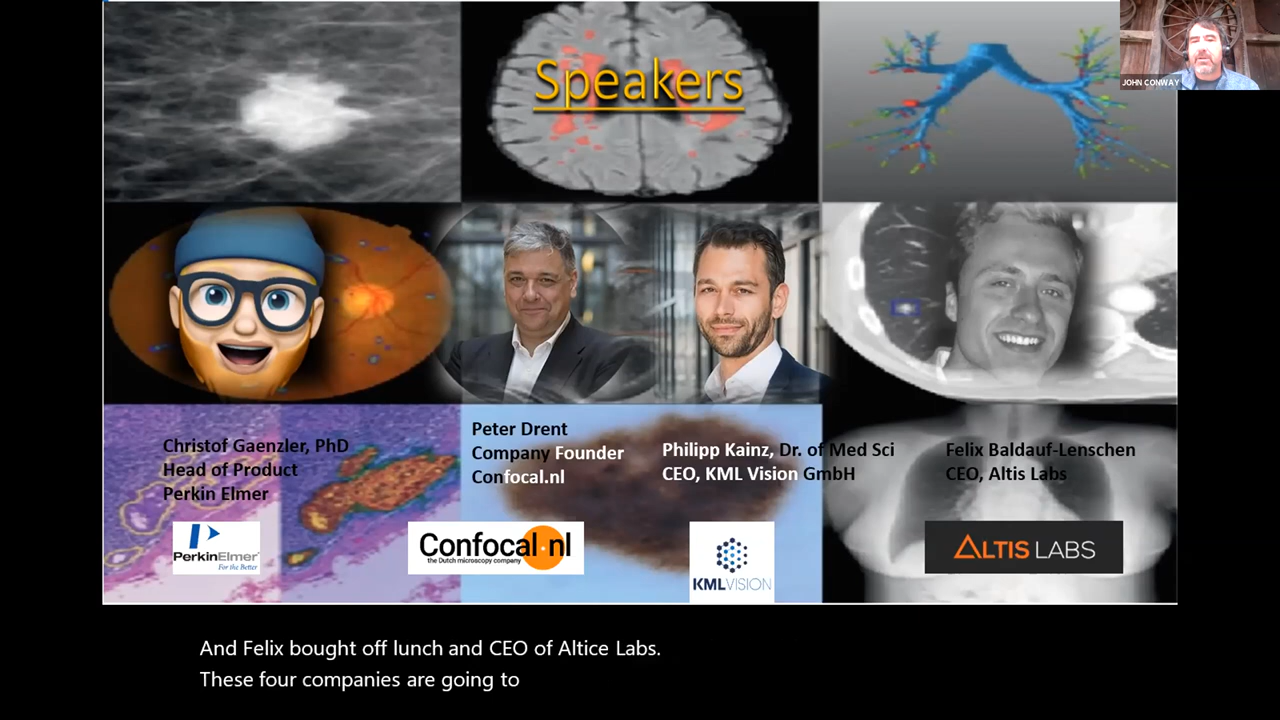 Speakers
JOHN CONWAY
Christof Gaenzler, PhD
Head of Product
Perkin Elmer
Peter Drent
Company Founder
Confocal.nl
Philipp Kainz, Dr. of Med Sci
CEO, KML Vision GmbH
Felix Baldauf-Lenschen
CEO, Altis Labs
PerkinElmer
For the Better
Confocal.nl
the Dutch microscopy company
KMLVISION
ALTIS LABS
And Felix bought off lunch and CEO of Altice Labs.
These four companies are going to